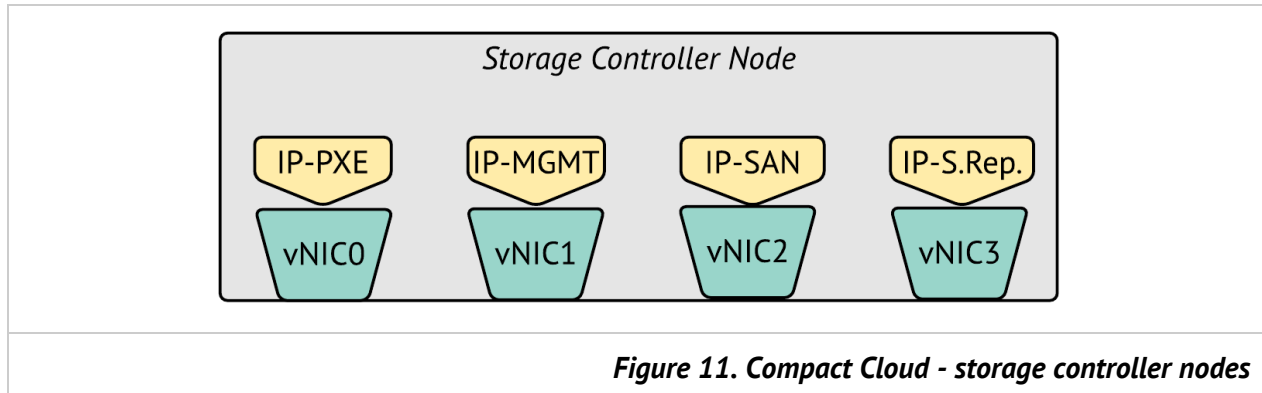 Storage Controller Node
IP-PXE IP-MGMT IP-SAN IP-S.Rep.
vNIC0 vNIC1 vNIC2 vNIC3
Figure 11. Compact Cloud - storage controller nodes